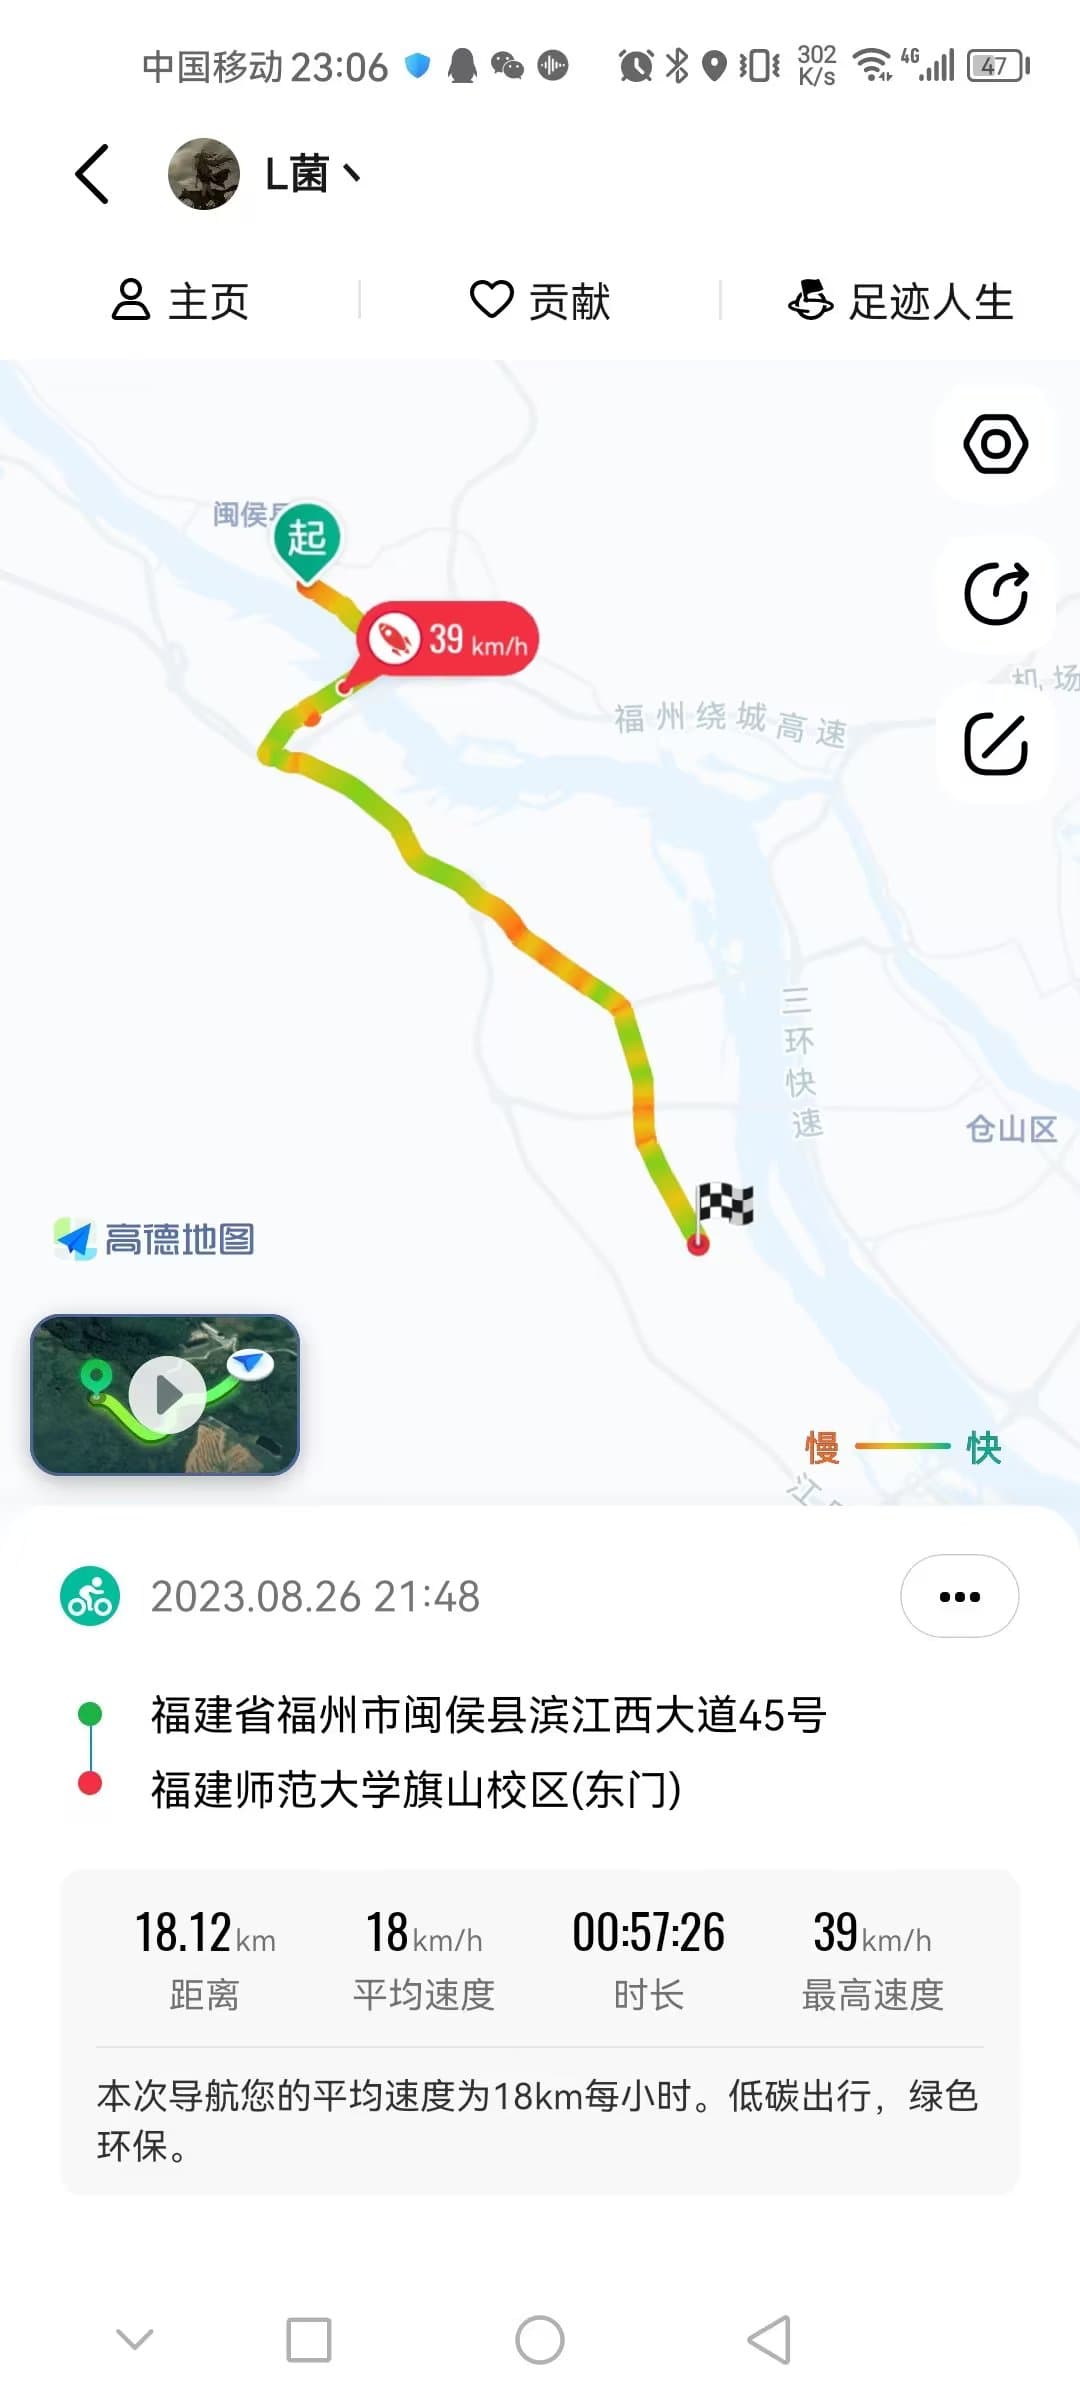 中国移动 23:06 302 K/s 4G 47
L菌丶
主页 贡献 足迹人生
闽侯
起
39 km/h
机场
福州绕城高速
三环快速
仓山区
高德地图
慢 快
江
2023.08.26 21:48
福建省福州市闽侯县滨江西大道45号
福建师范大学旗山校区(东门)
18.12km 18km/h 00:57:26 39km/h
距离 平均速度 时长 最高速度
本次导航您的平均速度为18km每小时。低碳出行，绿色
环保。